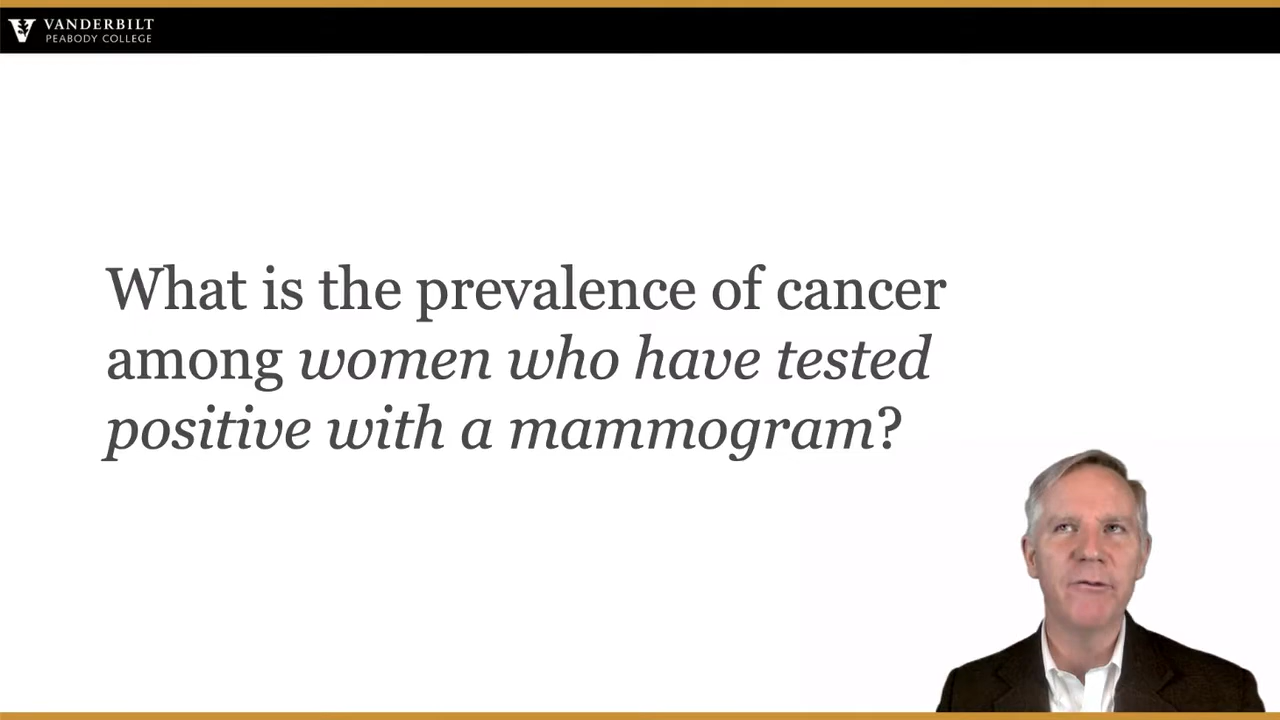 VANDERBILT
PEABODY COLLEGE
What is the prevalence of cancer
among women who have tested
positive with a mammogram?